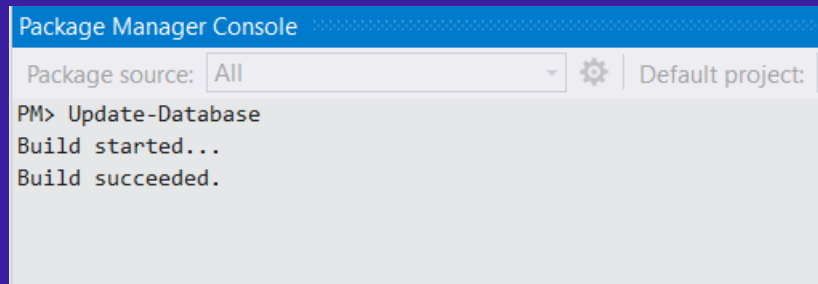 Package Manager Console
Package source: All Default project:
PM> Update-Database
Build started...
Build succeeded.